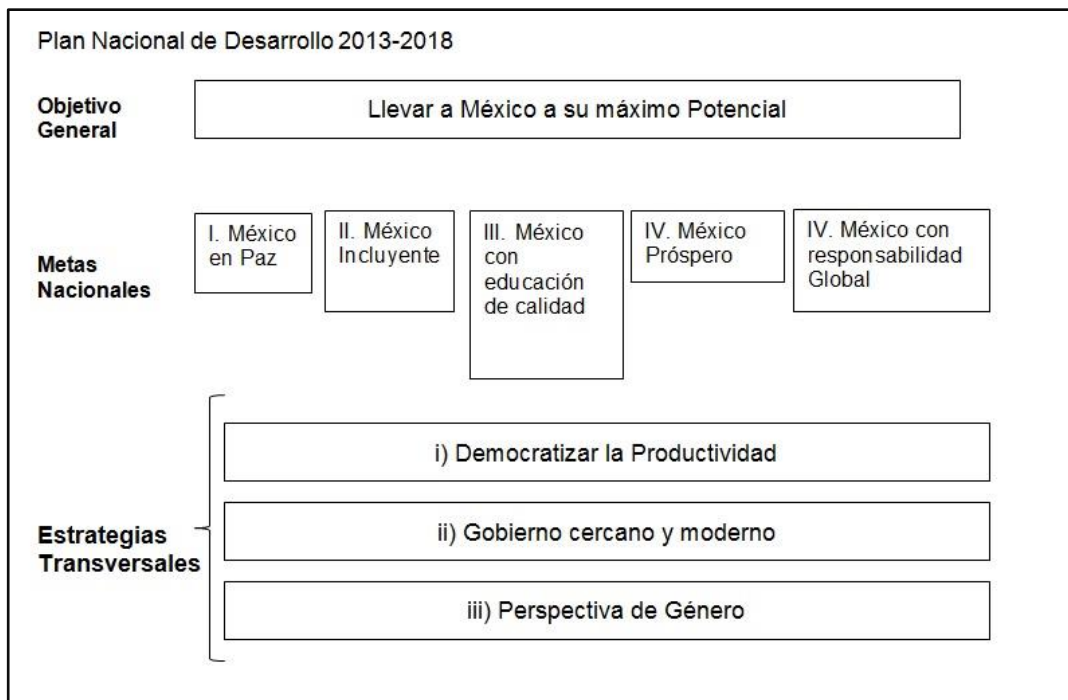 Plan Nacional de Desarrollo 2013-2018
Objetivo
General
Llevar a México a su máximo Potencial
Metas
Nacionales
I. México
en Paz
II. México
Incluyente
III. México
con
educación
de calidad
IV. México
Próspero
IV. México con
responsabilidad
Global
Estrategias
Transversales
i) Democratizar la Productividad
ii) Gobierno cercano y moderno
iii) Perspectiva de Género